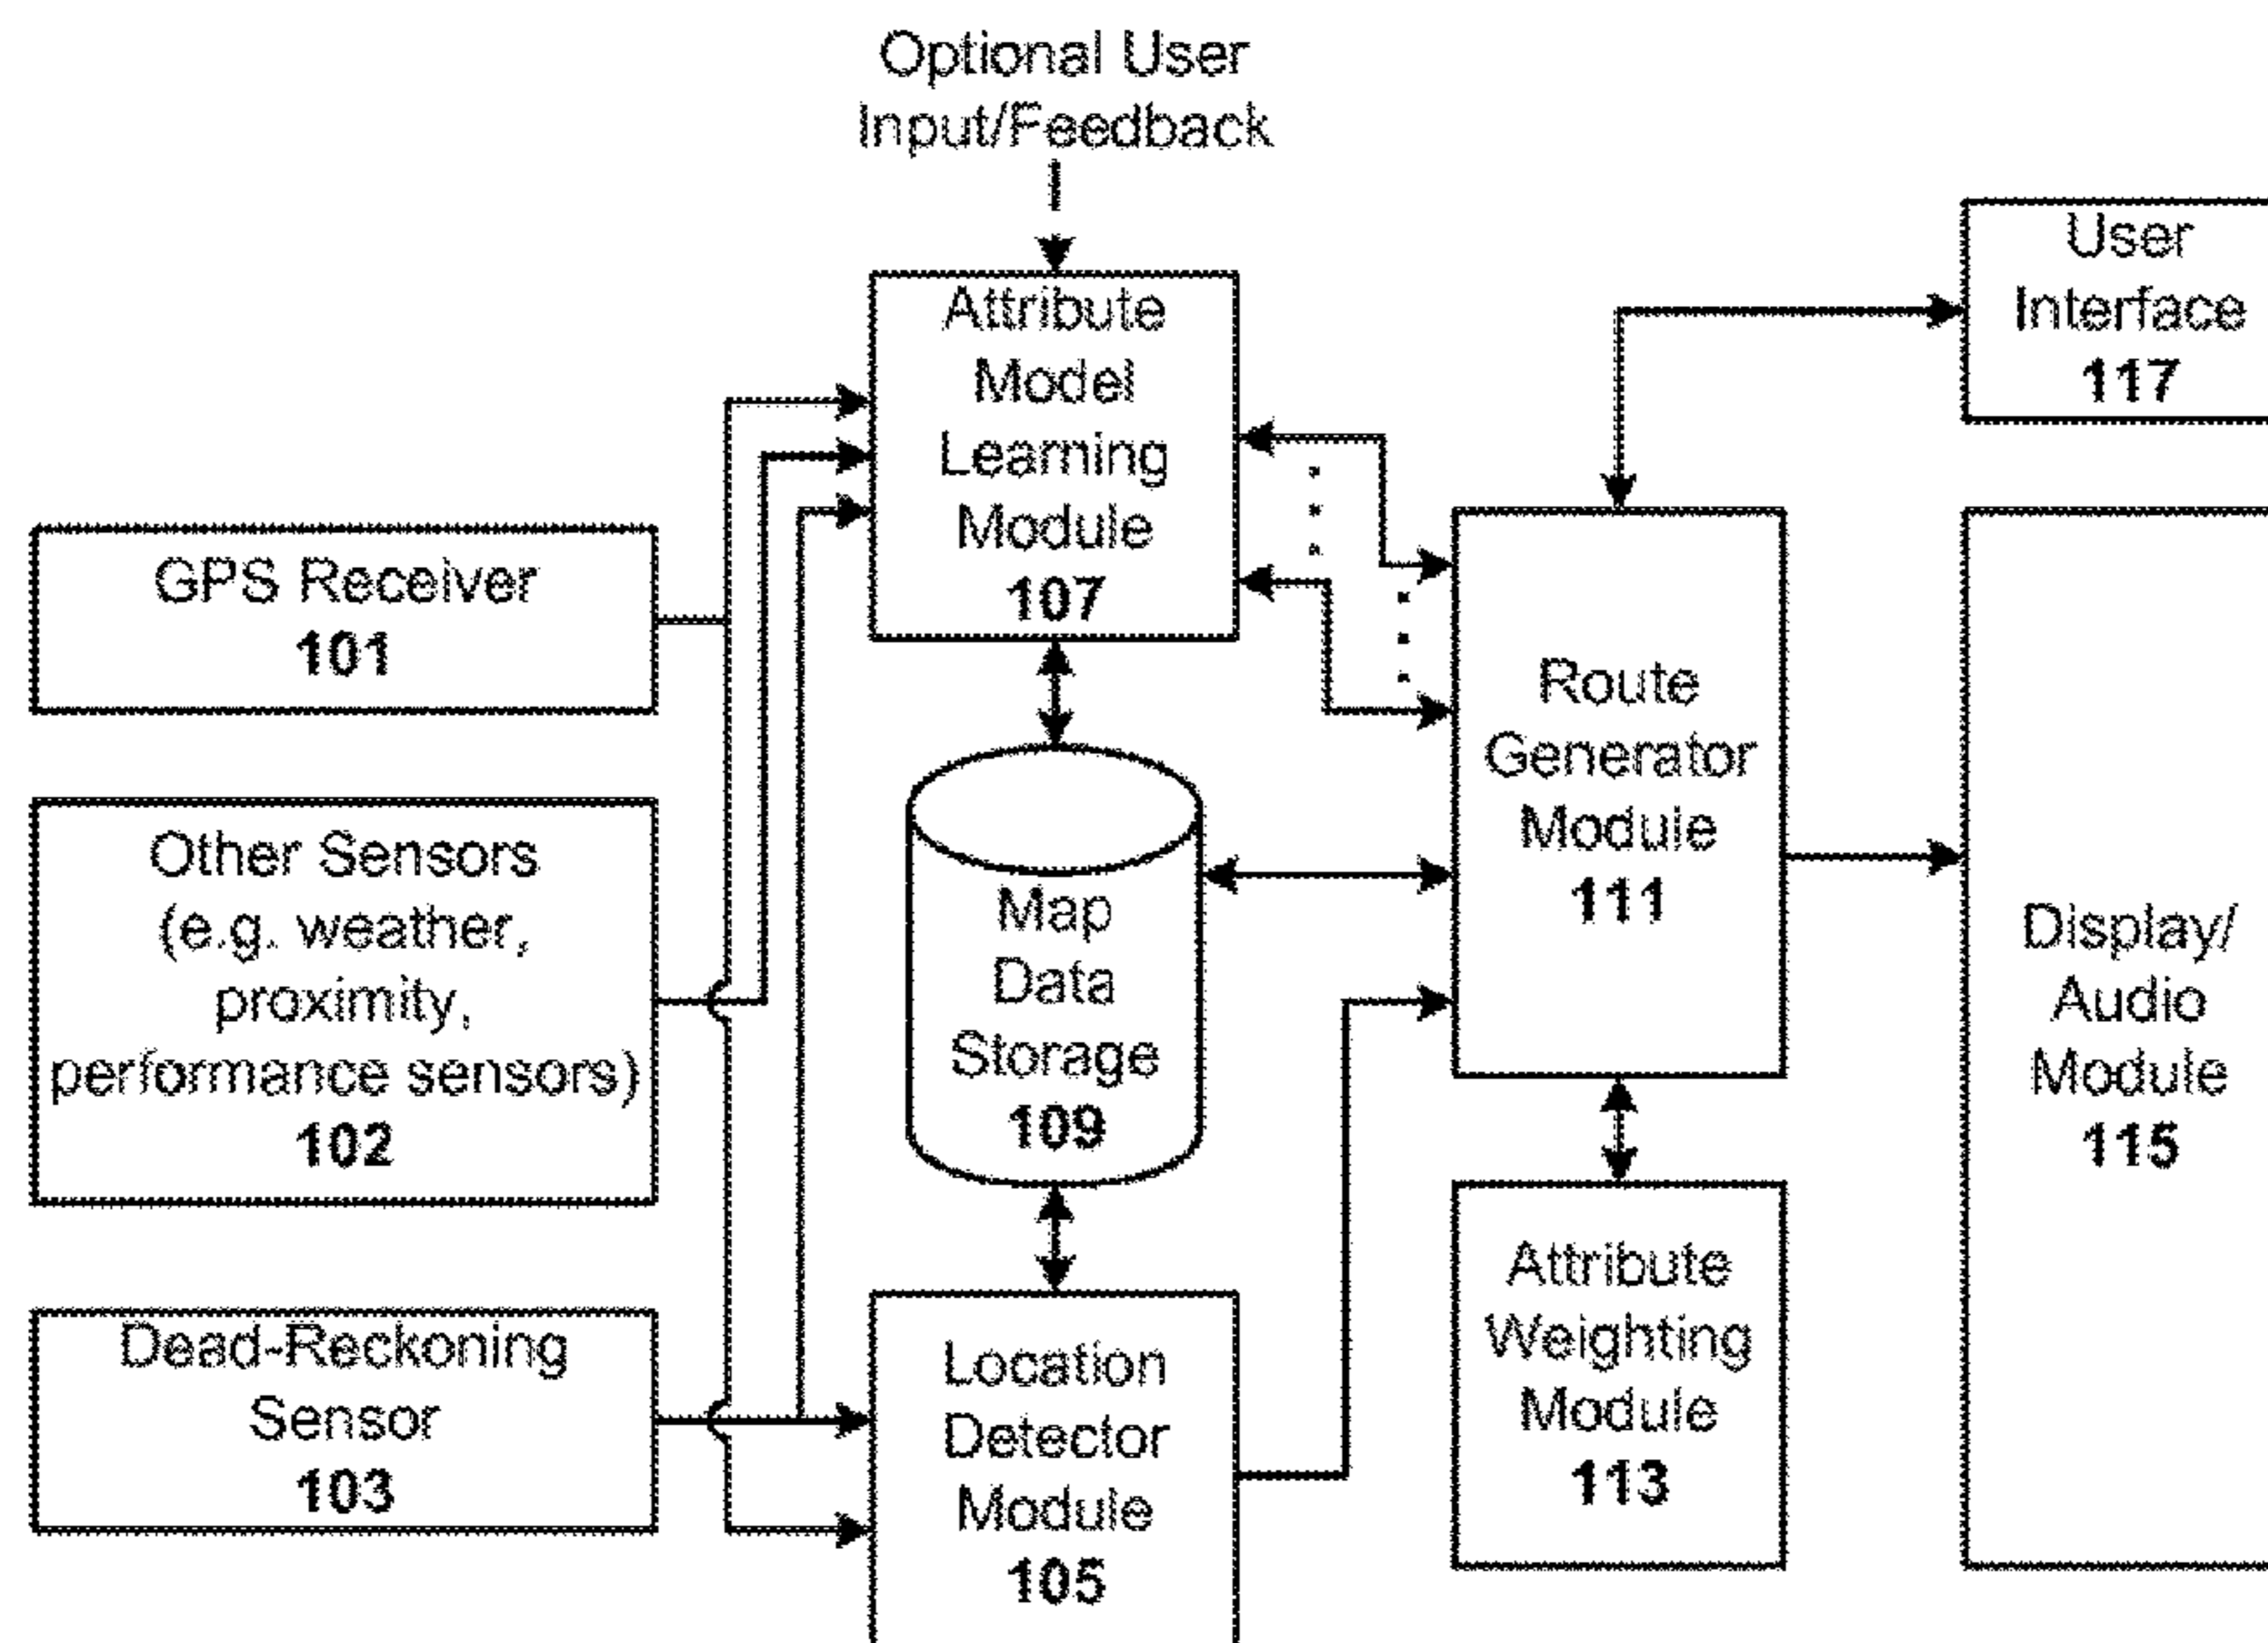 Optional User
Input/Feedback
Attribute
Model
Learning
Module
107
User
Interface
117
GPS Receiver
101
Other Sensors
(e.g. weather,
proximity,
performance sensors)
102
Dead-Reckoning
Sensor
103
Map
Data
Storage
109
Location
Detector
Module
105
Route
Generator
Module
111
Attribute
Weighting
Module
113
Display/
Audio
Module
115